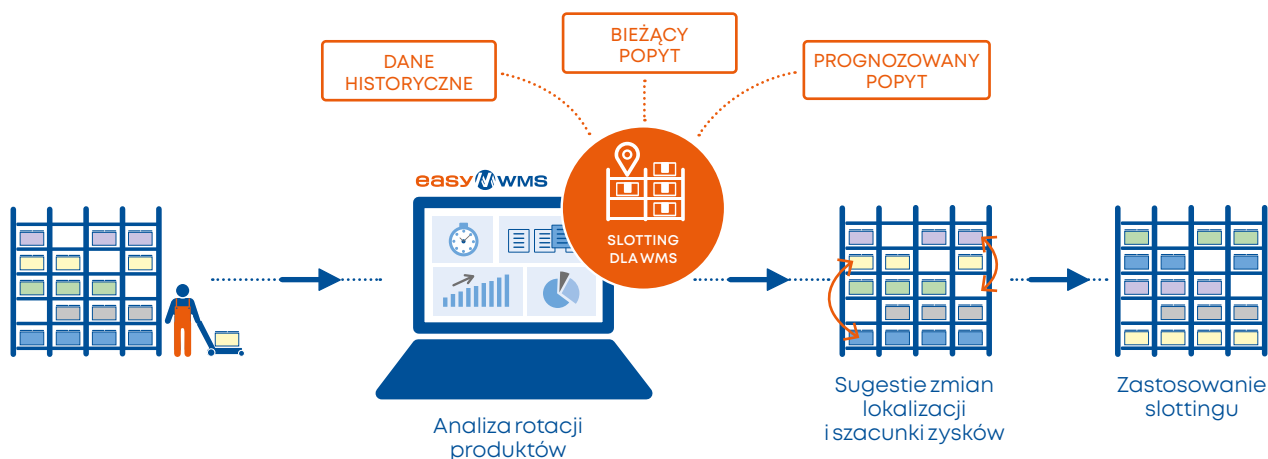 DANE
HISTORYCZNE
BIEŻĄCY
POPYT
PROGNOZOWANY
POPYT
easy WMS
SLOTTING
DLA WMS
Analiza rotacji
produktów
Sugestie zmian
lokalizacji
i szacunki zysków
Zastosowanie
slottingu